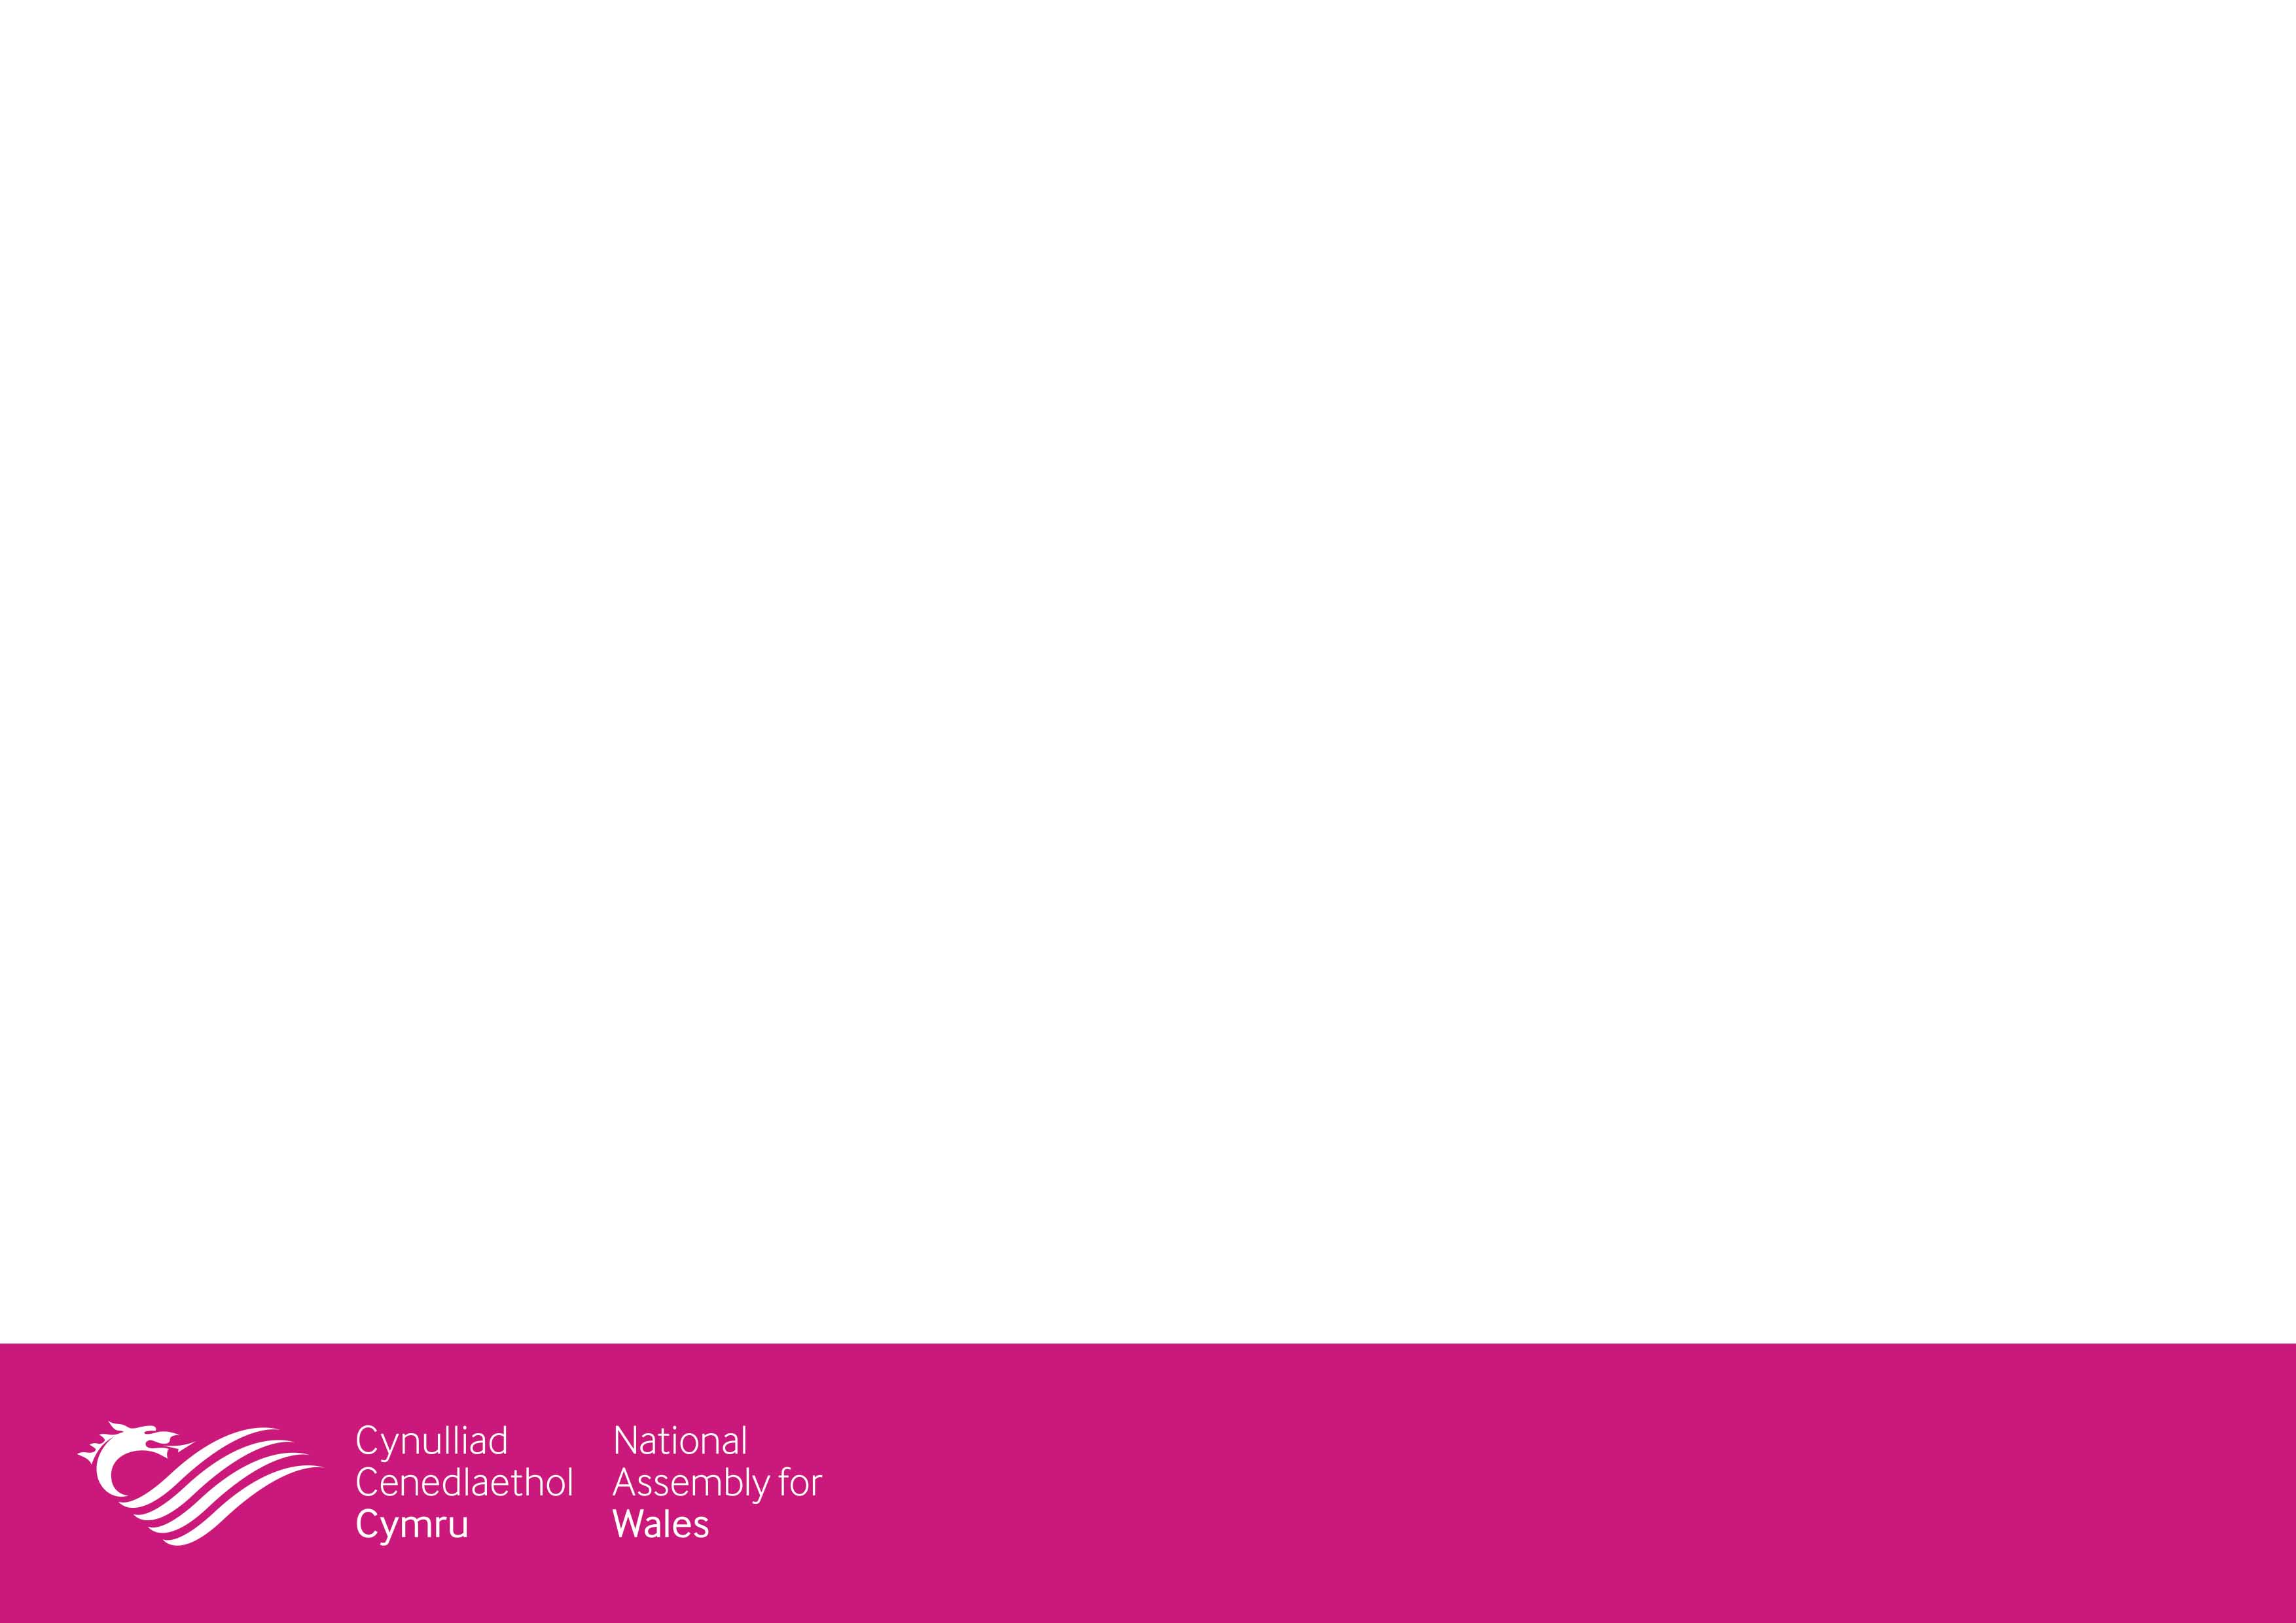 Cynulliad
Cenedlaethol
Cymru
National
Assembly for
Wales